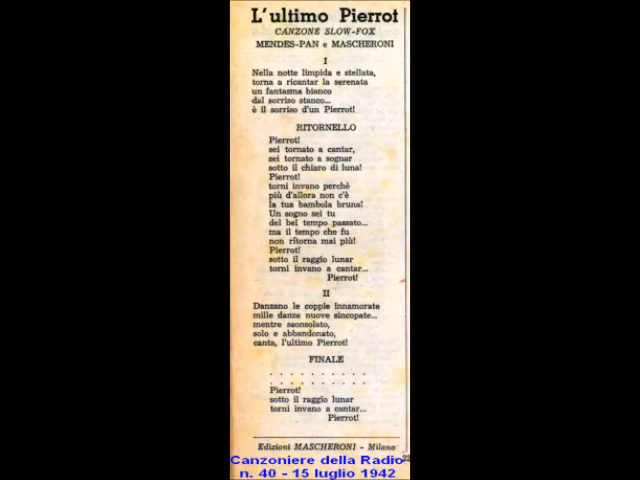 L'ultimo Pierrot
CANZONE SLOW-FOX
MENDES-PAN e MASCHERONI
I
Nella notte limpida e stellata,
torna a ricantar la serenata
un fantasma bianco
dal sorriso stanco...
è il sorriso d'un Pierrot!
RITORNELLO
Pierrot!
sei tornato a cantar,
sei tornato a sognar
sotto il chiaro di luna!
Pierrot!
torni invano perchè
più d'allora non c'è
la tua bambola bruna!
Un sogno sei tu
del bel tempo passato...
ma il tempo che fu
non ritorna mai più!
Pierrot!
sotto il raggio lunar
torni invano a cantar...
Pierrot!
II
Danzano le coppie innamorate
mille danze nuove sincopate...
mentre sconsolato,
solo e abbandonato,
canta, l'ultimo Pierrot!
FINALE
. . . . . . . . . .
. . . . . . . . . .
Pierrot!
sotto il raggio lunar
torni invano a cantar...
Pierrot!
Edizioni MASCHERONI - Milano
Canzoniere della Radio
n. 40 - 15 luglio 1942